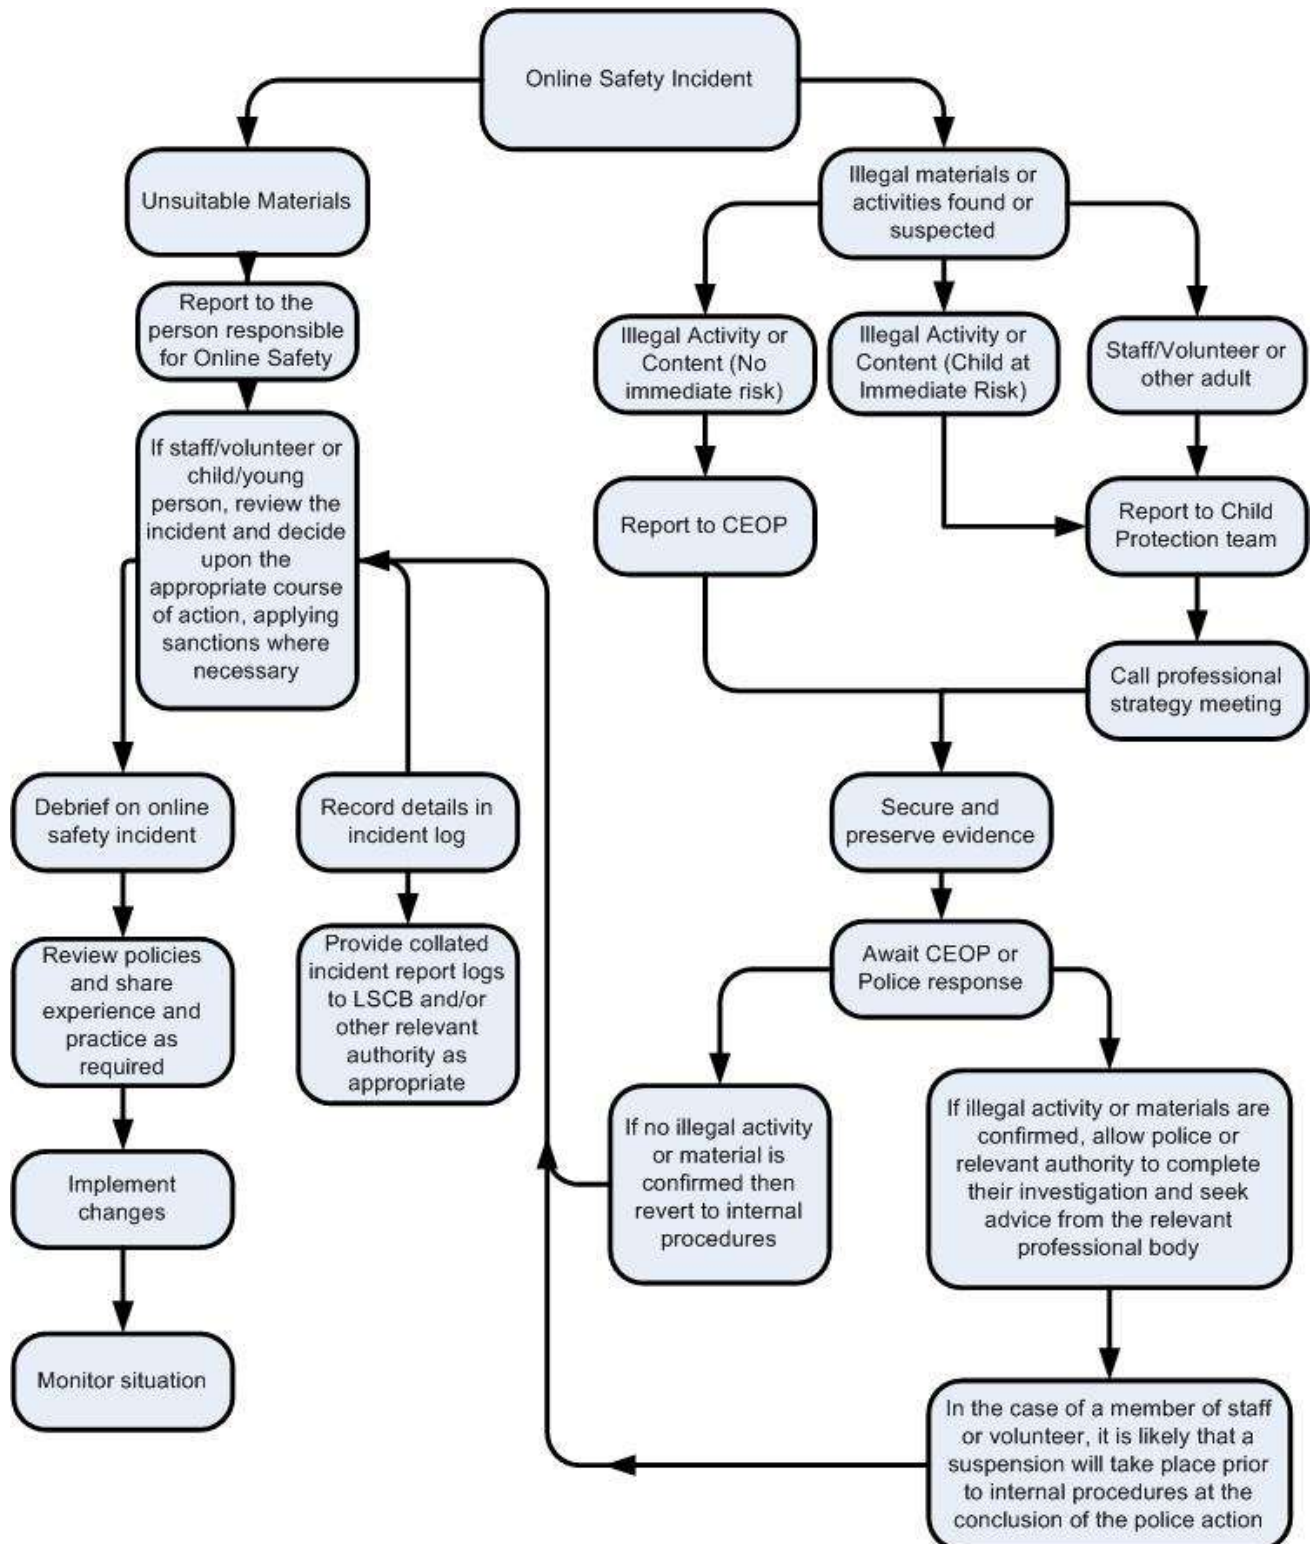 Online Safety Incident
Unsuitable Materials
Illegal materials or
activities found or
suspected
Report to the
person responsible
for Online Safety
Illegal Activity or
Content (No
immediate risk)
Illegal Activity or
Content (Child at
Immediate Risk)
Staff/Volunteer or
other adult
If staff/volunteer or
child/young
person, review the
incident and decide
upon the
appropriate course
of action, applying
sanctions where
necessary
Report to CEOP
Report to Child
Protection team
Call professional
strategy meeting
Debrief on online
safety incident
Record details in
incident log
Secure and
preserve evidence
Review policies
and share
experience and
practice as
required
Provide collated
incident report logs
to LSCB and/or
other relevant
authority as
appropriate
Await CEOP or
Police response
If no illegal activity
or material is
confirmed then
revert to internal
procedures
If illegal activity or materials are
confirmed, allow police or
relevant authority to complete
their investigation and seek
advice from the relevant
professional body
Implement
changes
Monitor situation
In the case of a member of staff
or volunteer, it is likely that a
suspension will take place prior
to internal procedures at the
conclusion of the police action